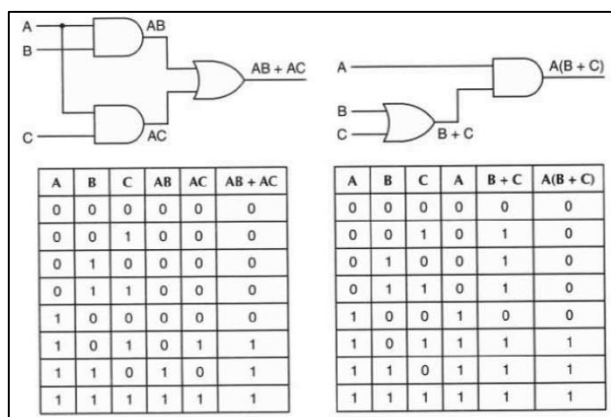 A
B
AB
AB + AC
C
AC
A
A(B + C)
B
C
B + C
A B C AB AC AB + AC
0 0 0 0 0 0
0 0 1 0 0 0
0 1 0 0 0 0
0 1 1 0 0 0
1 0 0 0 0 0
1 0 1 0 1 1
1 1 0 1 0 1
1 1 1 1 1 1
A B C A B + C A(B + C)
0 0 0 0 0 0
0 0 1 0 1 0
0 1 0 0 1 0
0 1 1 0 1 0
1 0 0 1 0 0
1 0 1 1 1 1
1 1 0 1 1 1
1 1 1 1 1 1